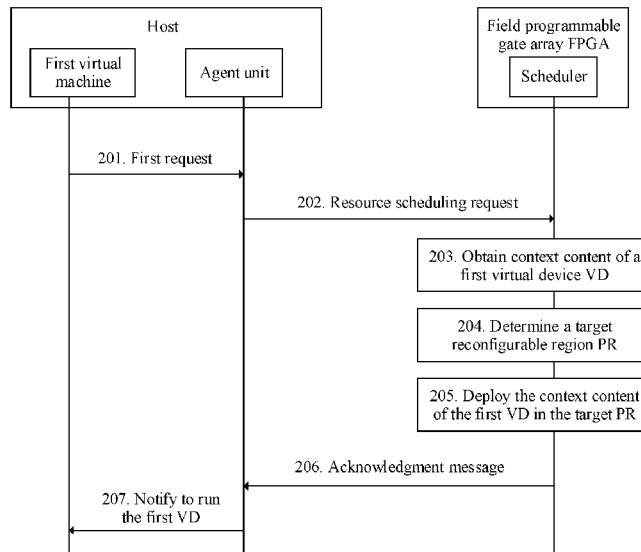 Host
First virtual
machine
Agent unit
Field programmable
gate array FPGA
Scheduler
201. First request
202. Resource scheduling request
203. Obtain context content of a
first virtual device VD
204. Determine a target
reconfigurable region PR
205. Deploy the context content
of the first VD in the target PR
206. Acknowledgment message
207. Notify to run
the first VD